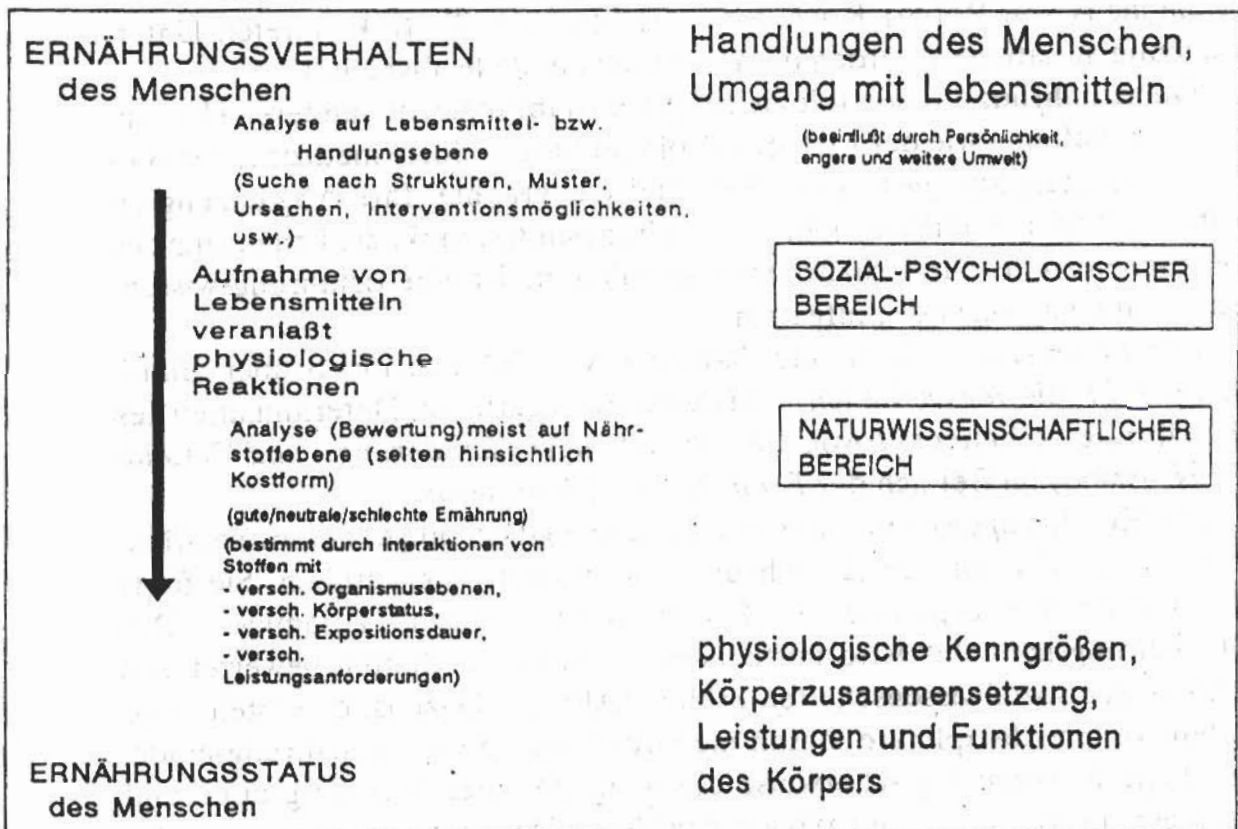 ERNÄHRUNGSVERHALTEN
des Menschen
Analyse auf Lebensmittel- bzw.
Handlungsebene
(Suche nach Strukturen, Muster,
Ursachen, Interventionsmöglichkeiten,
usw.)
Aufnahme von
Lebensmitteln
veranlaßt
physiologische
Reaktionen
Analyse (Bewertung) meist auf Nähr-
stoffebene (selten hinsichtlich
Kostform)
(gute/neutrale/schlechte Ernährung)
(bestimmt durch Interaktionen von
Stoffen mit
- versch. Organismusebenen,
- versch. Körperstatus,
- versch. Expositionsdauer,
- versch.
Leistungsanforderungen)
ERNÄHRUNGSSTATUS
des Menschen
Handlungen des Menschen,
Umgang mit Lebensmitteln
(beeinflußt durch Persönlichkeit,
engere und weitere Umwelt)
SOZIAL-PSYCHOLOGISCHER
BEREICH
NATURWISSENSCHAFTLICHER
BEREICH
physiologische Kenngrößen,
Körperzusammensetzung,
Leistungen und Funktionen
des Körpers